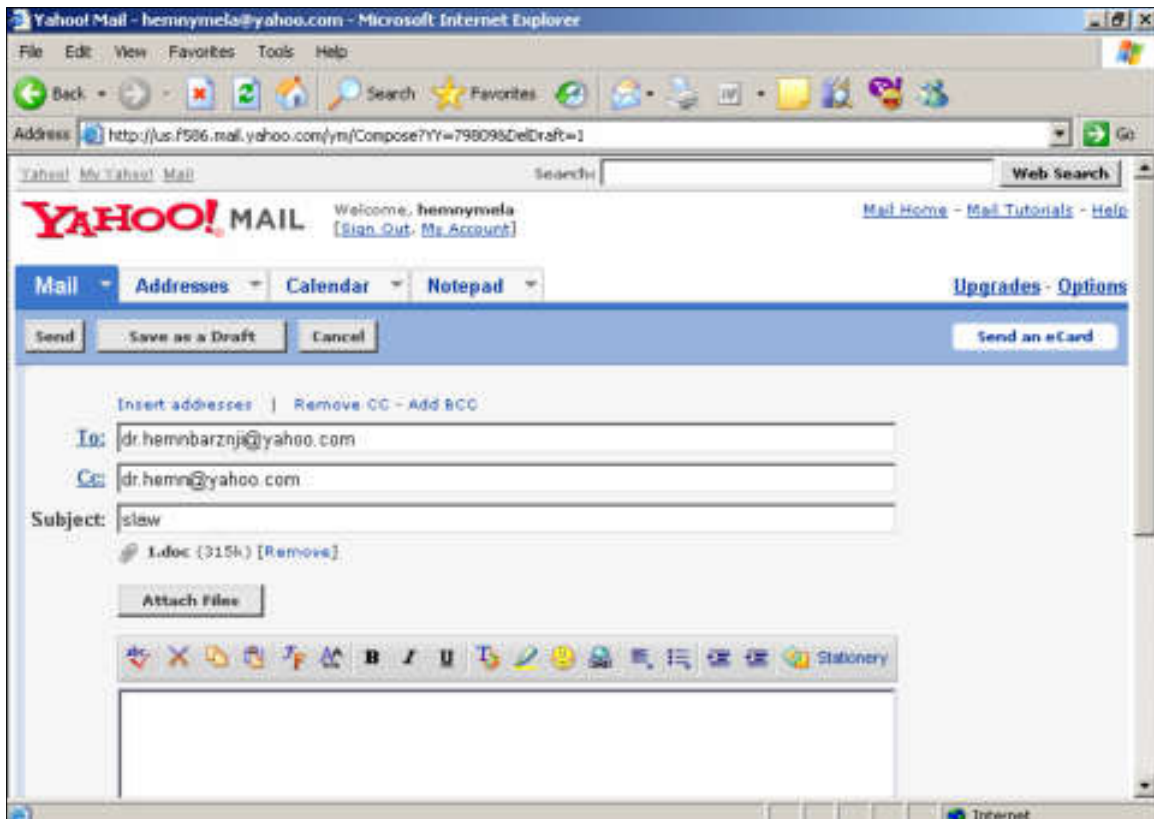 Yahoo! Mail - hemnymela@yahoo.com - Microsoft Internet Explorer
File Edit View Favorites Tools Help
Back Search Favorites
Address http://us.f586.mail.yahoo.com/ym/Compose?YY=79809&DelDraft=1 Go
Yahoo! My Yahoo! Mail Search: Web Search
YAHOO! MAIL Welcome, hemnymela
[Sign Out, My Account] Mail Home - Mail Tutorials - Help
Mail Addresses Calendar Notepad Upgrades - Options
Send Save as a Draft Cancel Send an eCard
Insert addresses | Remove CC - Add BCC
To: dr.hemnbarznji@yahoo.com
Cc: dr.hemn@yahoo.com
Subject: slaw
1.doc (315k) [Remove]
Attach Files
B I U Stationery
Internet